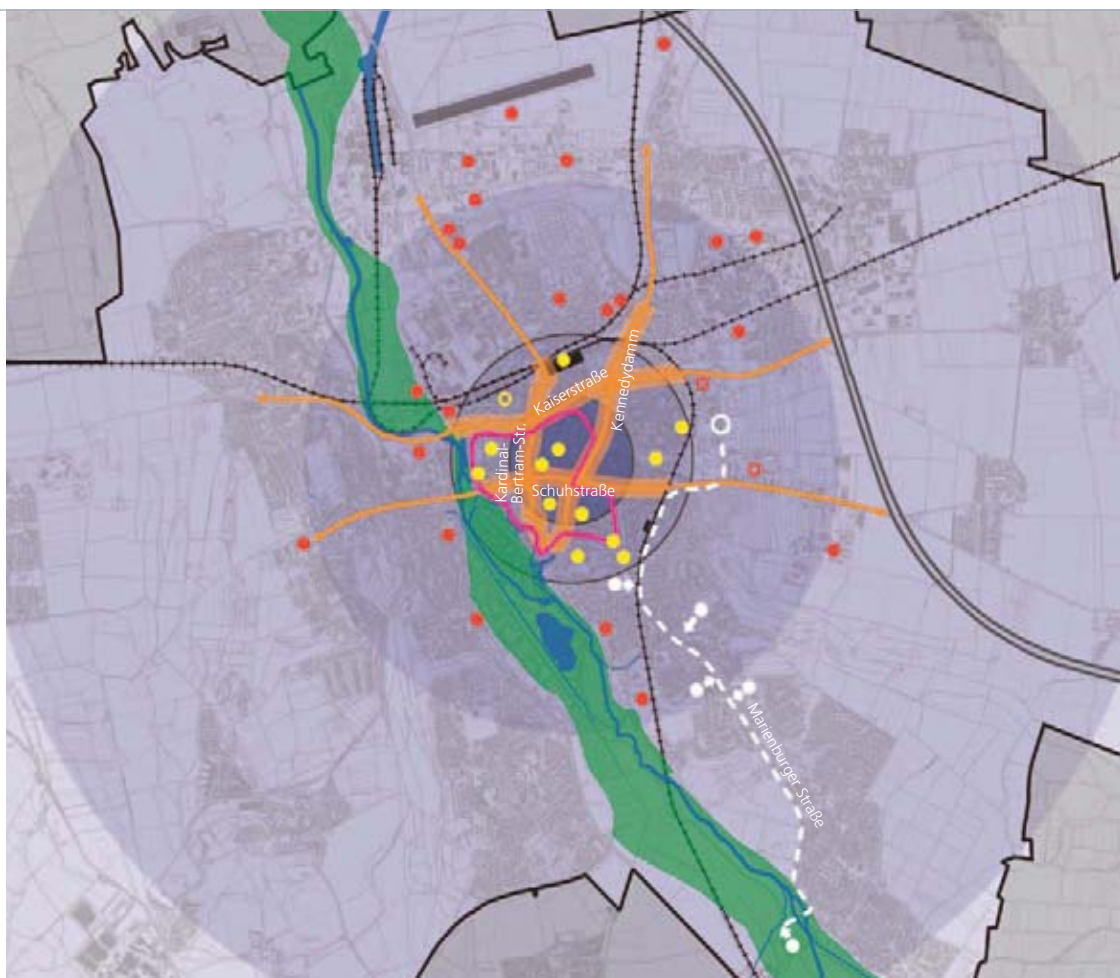 Kaiserstraße
Kennedydamm
Kardinal-
Bertram-Str.
Schuhstraße
Marienburger Straße